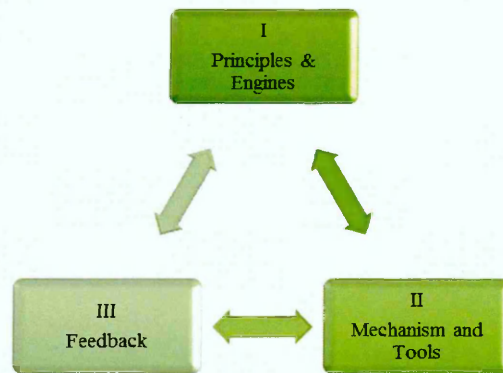 I
Principles &
Engines
III
Feedback
II
Mechanism and
Tools